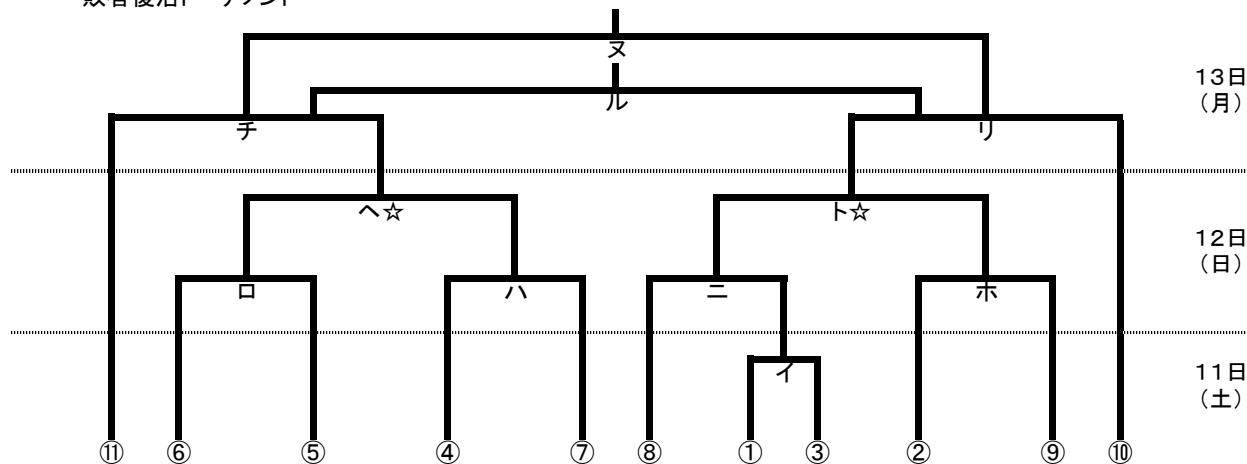 敗者復活トーナメント
ヌ
13日
(月)
ル
チ
リ
ヘ☆
ト☆
12日
(日)
ロ
ハ
ニ
ホ
イ
11日
(土)
⑪ ⑥ ⑤ ④ ⑦ ⑧ ① ③ ② ⑨ ⑩